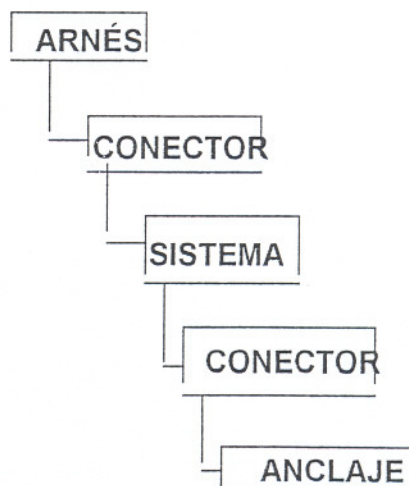 ARNÉS
CONECTOR
SISTEMA
CONECTOR
ANCLAJE